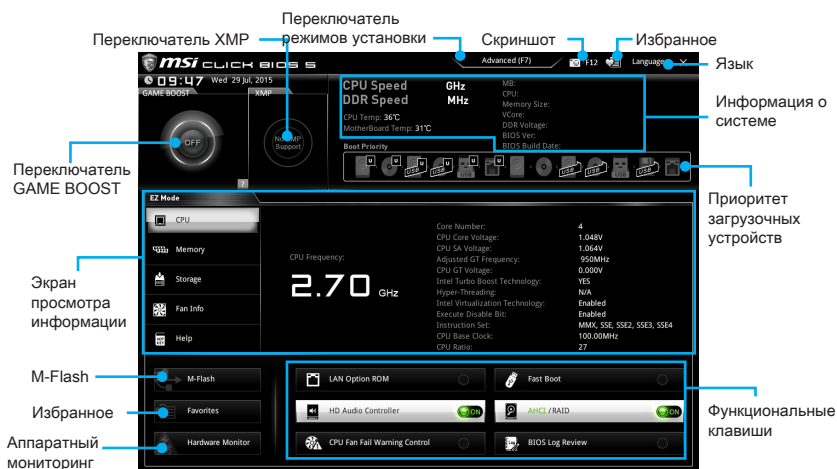 Переключатель
режимов установки
Переключатель XMP
Скриншот
Избранное
Язык
msi CLICK BIOS 5
Advanced (F7)
F12
Language
X
09:47 Wed 29 Jul, 2015
GAME BOOST
XMP
OFF
No XMP
Support
?
CPU Speed GHz
DDR Speed MHz
CPU Temp: 36°C
MotherBoard Temp: 31°C
MB:
CPU:
Memory Size:
VCore:
DDR Voltage:
BIOS Ver:
BIOS Build Date:
Boot Priority
U
U
U
USB
U
USB
U
USB
U
USB
USB
USB
USB
Информация о
системе
Переключатель
GAME BOOST
Приоритет
загрузочных
устройств
EZ Mode
CPU
Memory
Storage
Fan Info
Help
CPU Frequency:
2.70 GHz
Core Number: 4
CPU Core Voltage: 1.048V
CPU SA Voltage: 1.064V
Adjusted GT Frequency: 950MHz
CPU GT Voltage: 0.000V
Intel Turbo Boost Technology: YES
Hyper-Threading: N/A
Intel Virtualization Technology: Enabled
Execute Disable Bit: Enabled
Instruction Set: MMX, SSE, SSE2, SSE3, SSE4
CPU Base Clock: 100.00MHz
CPU Ratio: 27
Экран
просмотра
информации
M-Flash
Избранное
Аппаратный
мониторинг
M-Flash
Favorites
Hardware Monitor
LAN Option ROM
Fast Boot
HD Audio Controller ON
AHCI /RAID ON
CPU Fan Fail Warning Control
BIOS Log Review
Функциональные
клавиши